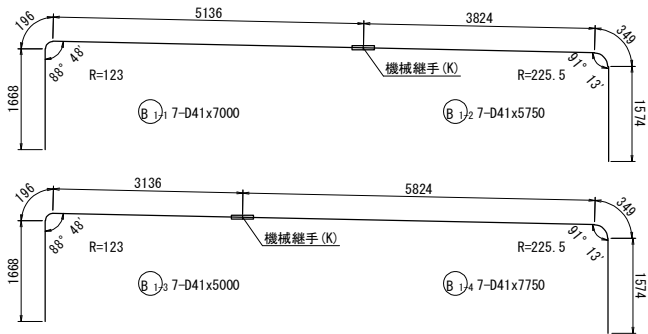 5136
3824
196
349
88° 48'
91° 13'
機械継手(K)
R=123
R=225.5
1668
1574
B 1-1 7-D41x7000
B 1-2 7-D41x5750
3136
5824
196
349
88° 48'
91° 13'
機械継手(K)
R=123
R=225.5
1668
1574
B 1-3 7-D41x5000
B 1-4 7-D41x7750